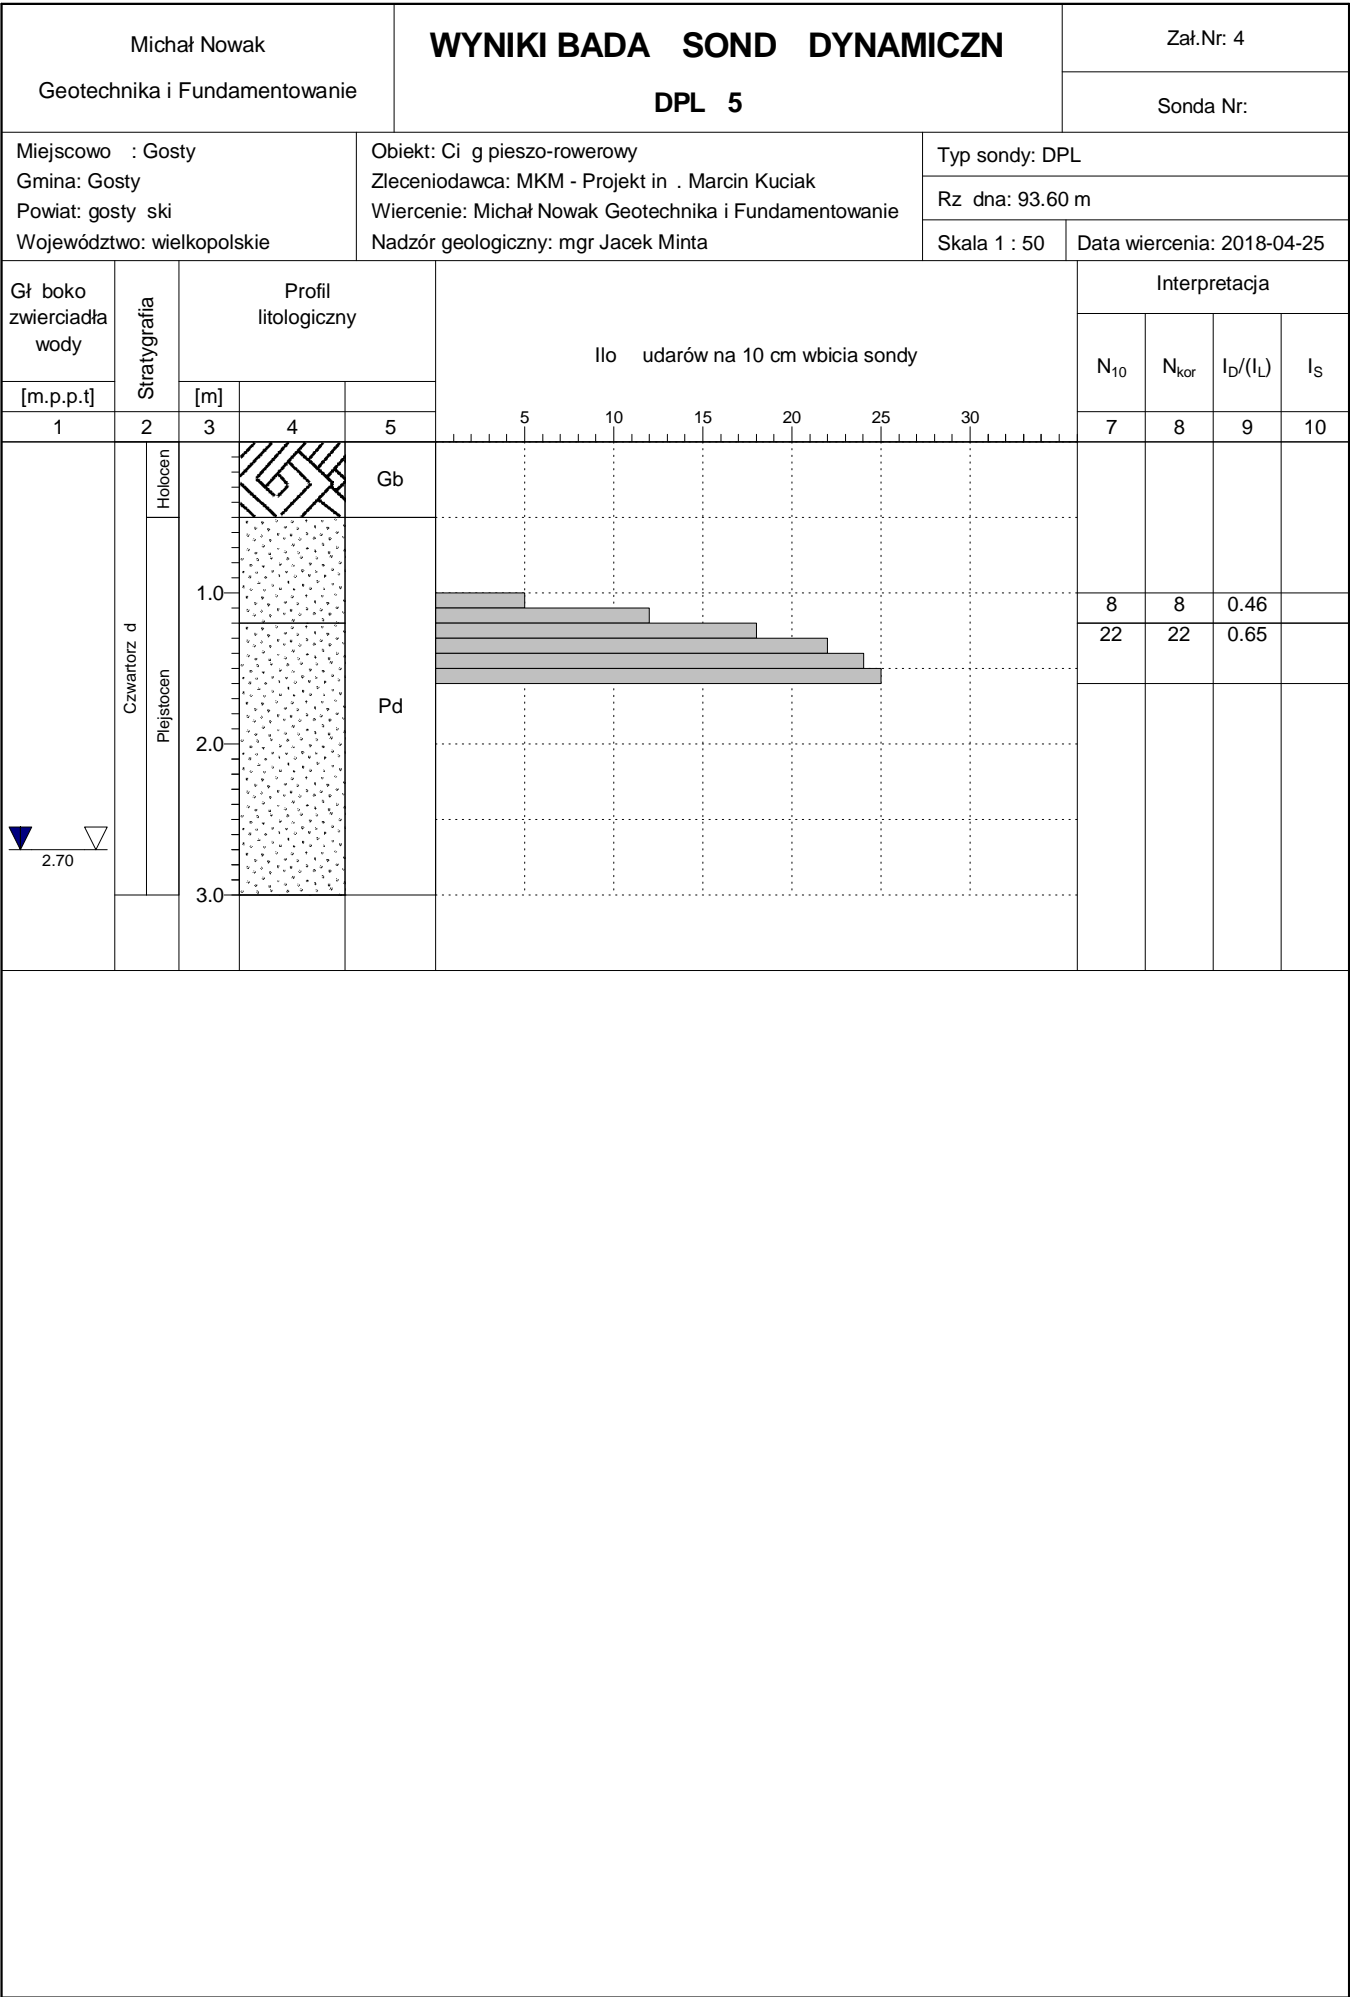 Michał Nowak
Geotechnika i Fundamentowanie
WYNIKI BADA SOND DYNAMICZN
DPL 5
Zał.Nr: 4
Sonda Nr:
Miejscowo : Gosty
Gmina: Gosty
Powiat: gosty ski
Województwo: wielkopolskie
Obiekt: Ci g pieszo-rowerowy
Zleceniodawca: MKM - Projekt in . Marcin Kuciak
Wiercenie: Michał Nowak Geotechnika i Fundamentowanie
Nadzór geologiczny: mgr Jacek Minta
Typ sondy: DPL
Rz dna: 93.60 m
Skala 1 : 50
Data wiercenia: 2018-04-25
Gł boko
zwierciadła
wody
[m.p.p.t]
Stratygrafia
Profil
litologiczny
[m]
Ilo udarów na 10 cm wbicia sondy
Interpretacja
N10 Nkor ID/(IL) IS
5 10 15 20 25 30
1 2 3 4 5 7 8 9 10
Holocen
Gb
1.0
8 8 0.46
22 22 0.65
Czwartorz d
Plejstocen
Pd
2.0
2.70
3.0